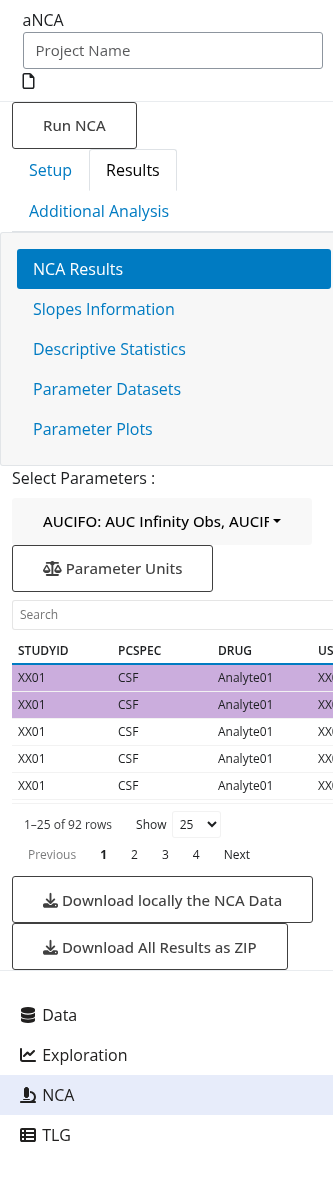 aNCA
Project Name
Run NCA
Setup Results
Additional Analysis
NCA Results
Slopes Information
Descriptive Statistics
Parameter Datasets
Parameter Plots
Select Parameters :
AUCIFO: AUC Infinity Obs, AUCIF
Parameter Units
Search
STUDYID PCSPEC DRUG US
XX01 CSF Analyte01 XX
XX01 CSF Analyte01 XX
XX01 CSF Analyte01 XX
XX01 CSF Analyte01 XX
XX01 CSF Analyte01 XX
1–25 of 92 rows Show 25
Previous 1 2 3 4 Next
Download locally the NCA Data
Download All Results as ZIP
Data
Exploration
NCA
TLG